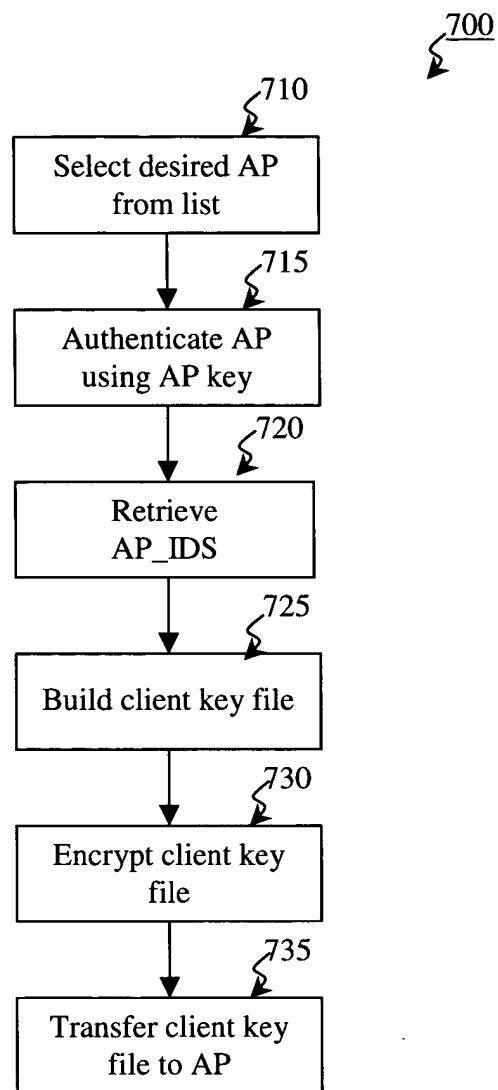 700
710
Select desired AP
from list
715
Authenticate AP
using AP key
720
Retrieve
AP_IDS
725
Build client key file
730
Encrypt client key
file
735
Transfer client key
file to AP